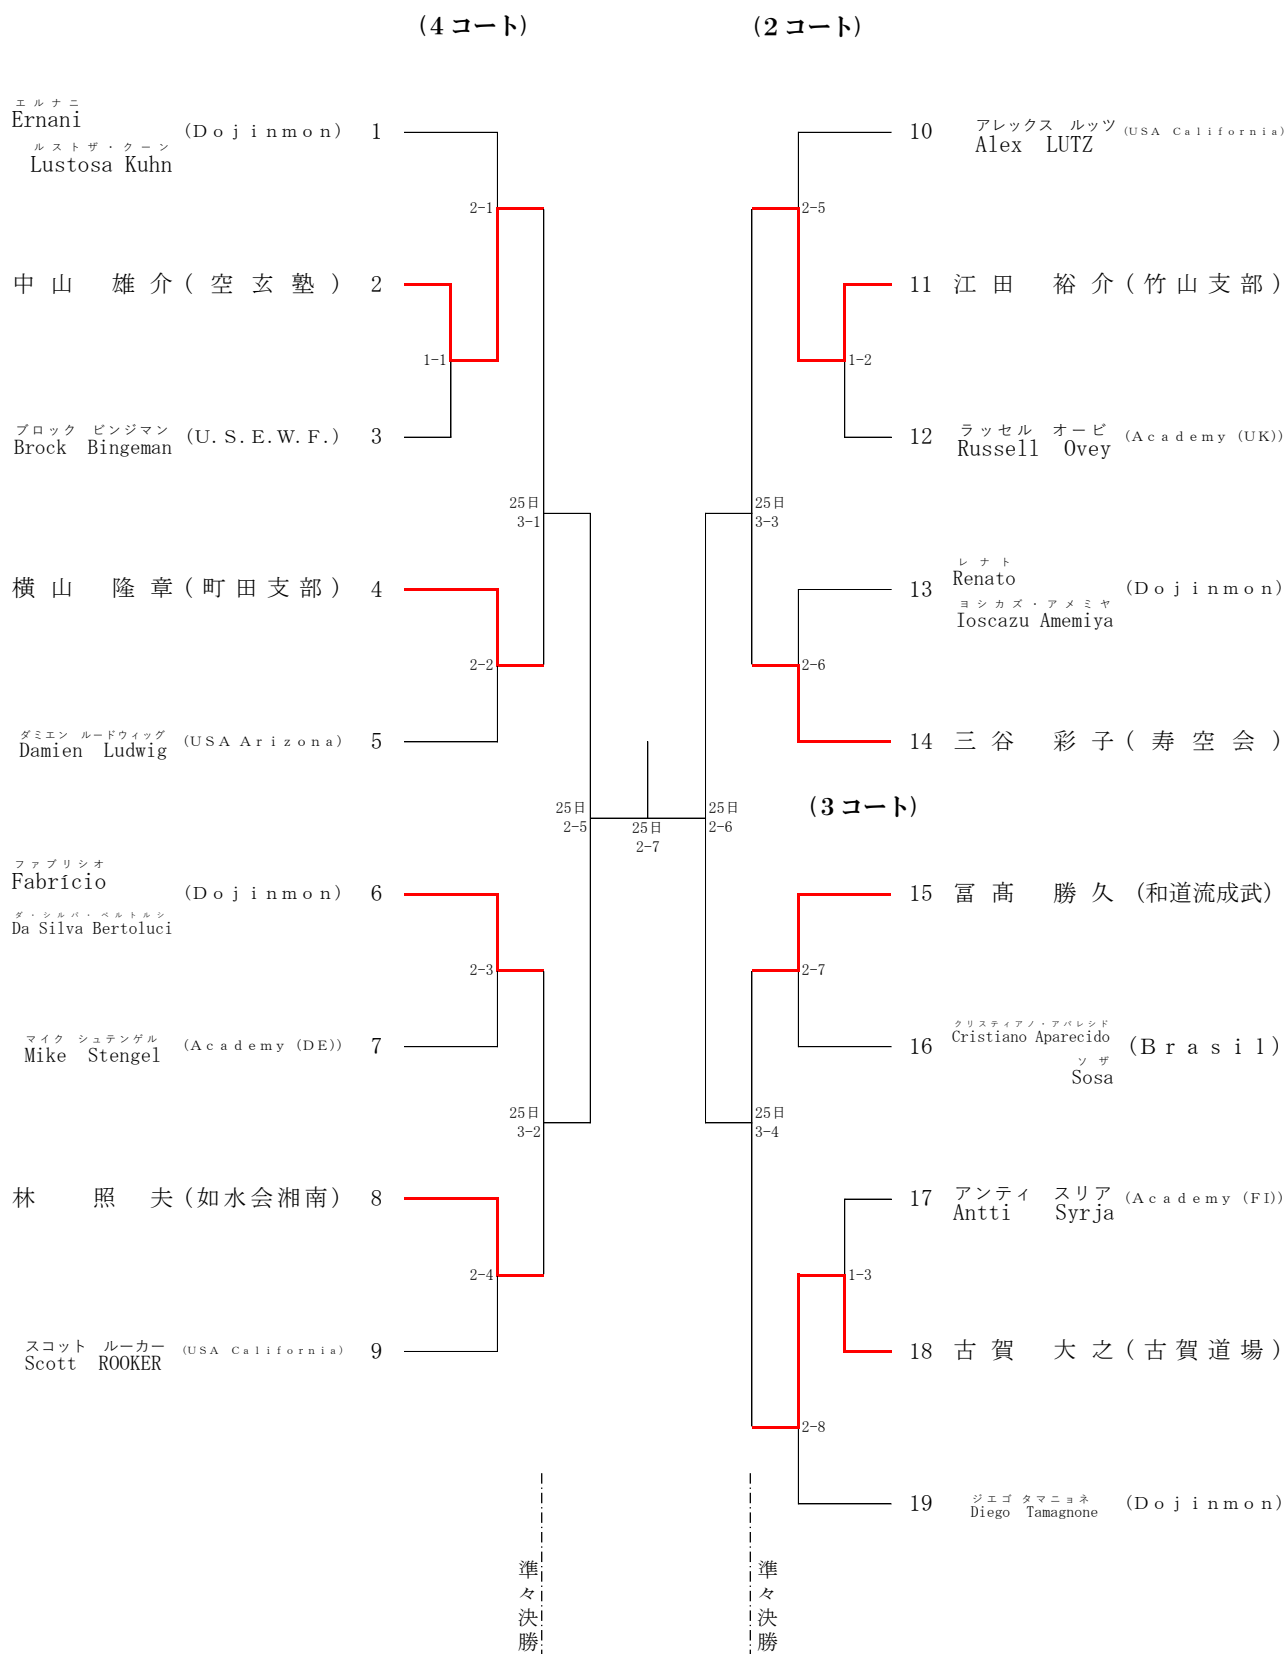 (4 コート)
エルナニ
Ernani
(Dojinmon) 1
ルストザ・クーン
Lustosa Kuhn
2-1
中山 雄介 (空玄塾) 2
1-1
ブロック ビンジマン
Brock Bingeman (U.S.E.W.F.) 3
25日
3-1
横山 隆章 (町田支部) 4
2-2
ダミエン ルードウィッグ
Damien Ludwig (USA Arizona) 5
25日
2-5
ファブリシオ
Fabrício
(Dojinmon) 6
ダ・シルバ・ベルトルシ
Da Silva Bertoluci
2-3
マイク シュテンゲル
Mike Stengel (Academy (DE)) 7
25日
3-2
林 照夫 (如水会湘南) 8
2-4
スコット ルーカー
Scott ROOKER (USA California) 9
準々決勝
25日
2-7
(2 コート)
10 アレックス ルッツ
Alex LUTZ (USA California)
2-5
11 江田 裕介 (竹山支部)
1-2
12 ラッセル オービ
Russell Ovey (Academy (UK))
25日
3-3
レナト
Renato
13 (Dojinmon)
ヨシカズ・アメミヤ
Ioscazu Amemiya
2-6
14 三谷 彩子 (寿空会)
25日
2-6
(3 コート)
15 冨髙 勝久 (和道流成武)
2-7
クリスティアノ・アパレシド
16 Cristiano Aparecido (Brasil)
ソザ
Sosa
25日
3-4
17 アンティ スリア
Antti Syrja (Academy (FI))
1-3
18 古賀 大之 (古賀道場)
2-8
19 ジエゴ タマニョネ
Diego Tamagnone (Dojinmon)
準々決勝